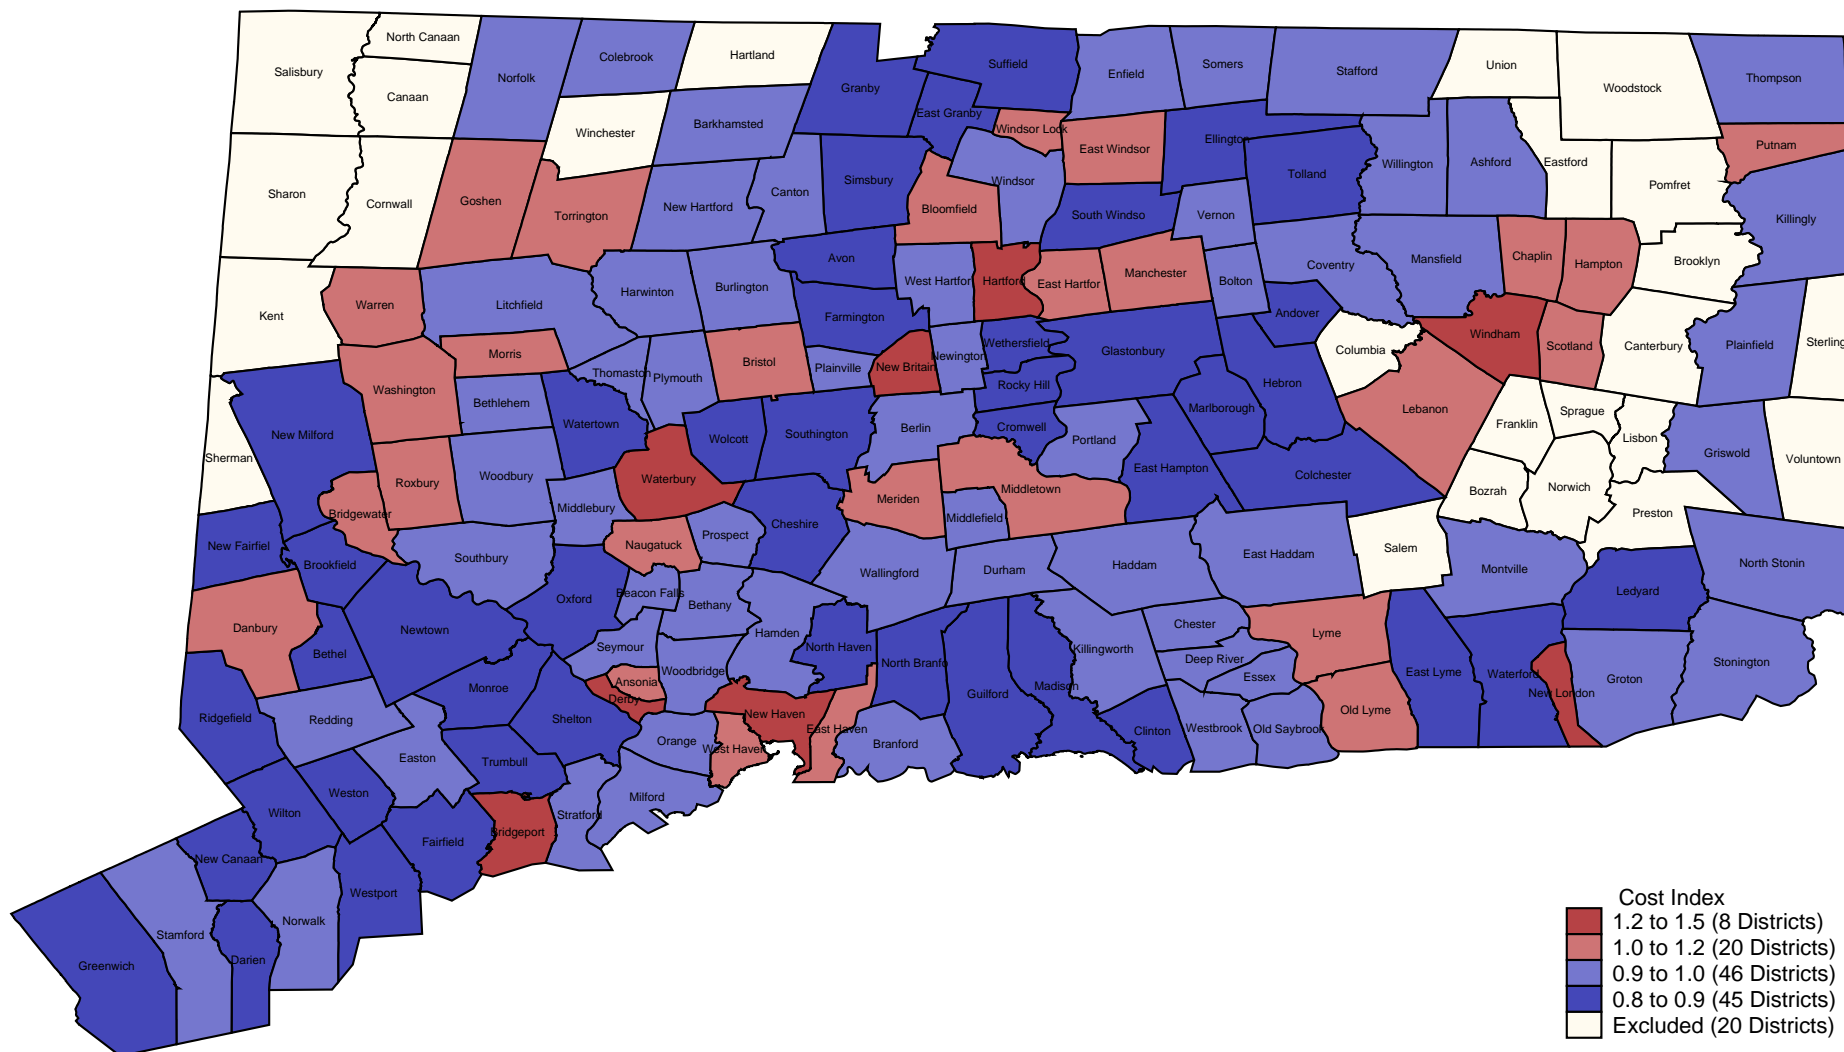 North Canaan
Salisbury
Canaan
Norfolk
Colebrook
Hartland
Granby
Suffield
Enfield
Somers
Stafford
Union
Woodstock
Thompson
East Granby
Windsor Lock
Winchester
Barkhamsted
East Windsor
Ellington
Putnam
Sharon
Cornwall
Goshen
Torrington
New Hartford
Canton
Simsbury
Bloomfield
Windsor
South Windso
Vernon
Tolland
Willington
Ashford
Eastford
Pomfret
Killingly
Kent
Warren
Litchfield
Harwinton
Burlington
Avon
West Hartfor
Hartford
East Hartfor
Manchester
Bolton
Coventry
Mansfield
Chaplin
Hampton
Brooklyn
Farmington
Andover
Morris
Thomaston
Plymouth
Bristol
Plainville
New Britain
Newington
Wethersfield
Glastonbury
Columbia
Windham
Scotland
Canterbury
Plainfield
Sterling
Washington
Bethlehem
Watertown
Rocky Hill
Hebron
Marlborough
Lebanon
Franklin
Sprague
Lisbon
New Milford
Sherman
Wolcott
Southington
Berlin
Cromwell
Portland
East Hampton
Colchester
Griswold
Voluntown
Roxbury
Woodbury
Waterbury
Middlebury
Meriden
Middletown
Middlefield
Bozrah
Norwich
Preston
Bridgewater
New Fairfiel
Brookfield
Southbury
Naugatuck
Prospect
Cheshire
Wallingford
Durham
Haddam
East Haddam
Salem
Montville
North Stonin
Ledyard
Oxford
Beacon Falls
Bethany
Danbury
Bethel
Newtown
Seymour
Hamden
North Haven
Woodbridge
North Branfo
Killingworth
Chester
Deep River
Essex
Lyme
East Lyme
Waterford
New London
Groton
Stonington
Ansonia
Derby
Monroe
Guilford
Madison
Ridgefield
Redding
Shelton
New Haven
East Haven
West Haven
Orange
Branford
Clinton
Westbrook
Old Saybrook
Old Lyme
Easton
Trumbull
Milford
Weston
Wilton
Stratford
Bridgeport
Fairfield
New Canaan
Westport
Norwalk
Stamford
Darien
Greenwich
Cost Index
1.2 to 1.5 (8 Districts)
1.0 to 1.2 (20 Districts)
0.9 to 1.0 (46 Districts)
0.8 to 0.9 (45 Districts)
Excluded (20 Districts)